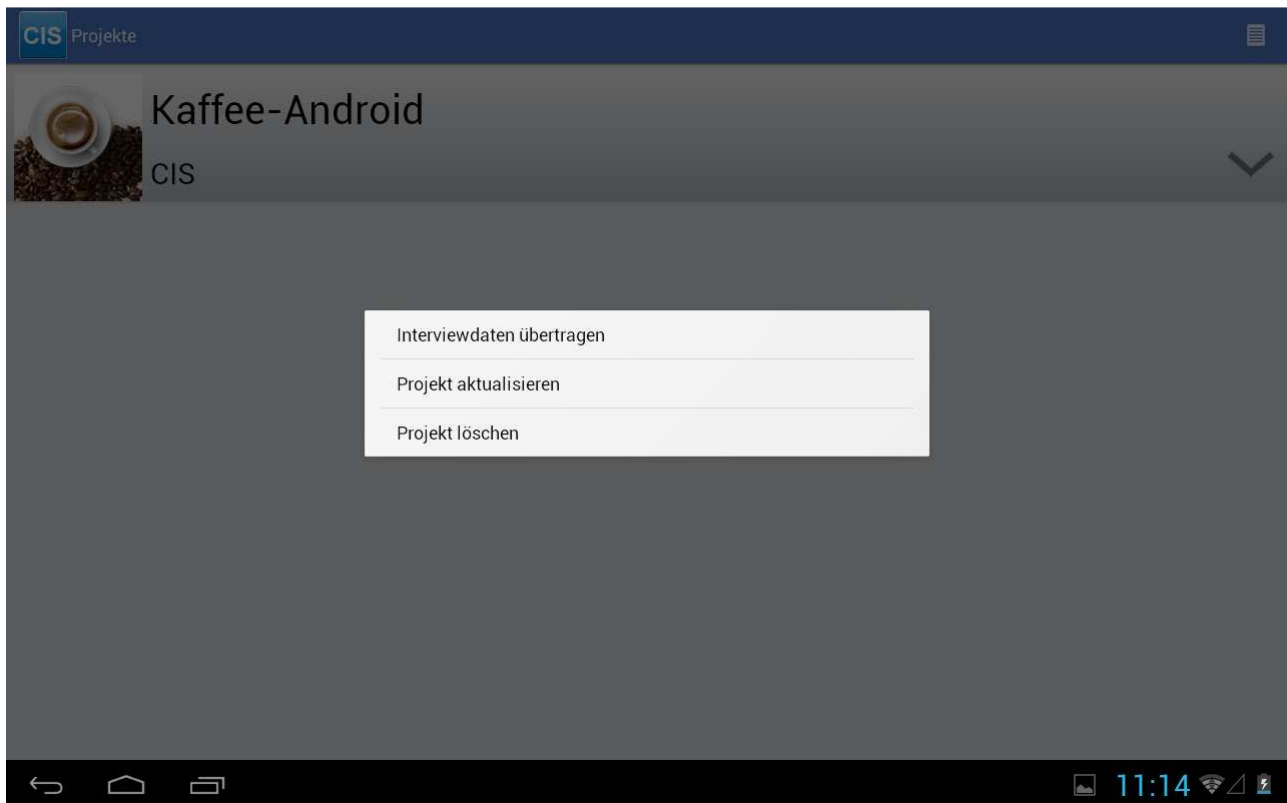 CIS Projekte
Kaffee-Android
CIS
Interviewdaten übertragen
Projekt aktualisieren
Projekt löschen
11:14